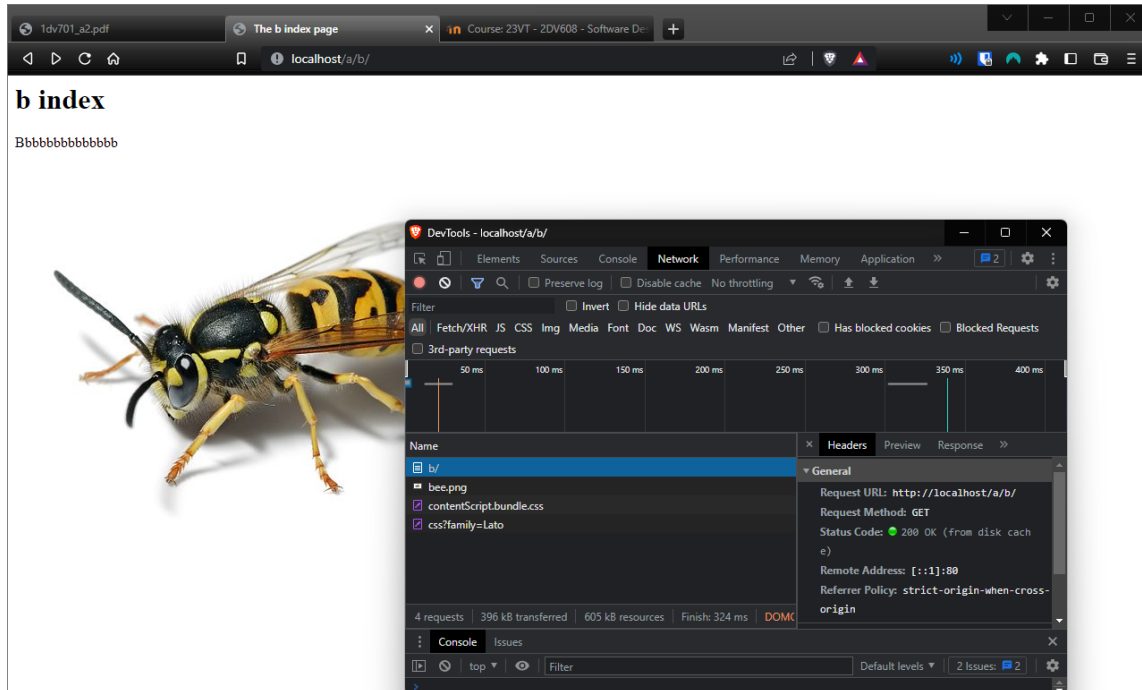 1dv701_a2.pdf
The b index page
Course: 23VT - 2DV608 - Software De
localhost/a/b/
b index
Bbbbbbbbbbbbbb
DevTools - localhost/a/b/
Elements Sources Console Network Performance Memory Application » 2
Preserve log Disable cache No throttling
Filter Invert Hide data URLs
All Fetch/XHR JS CSS Img Media Font Doc WS Wasm Manifest Other Has blocked cookies Blocked Requests
3rd-party requests
50 ms 100 ms 150 ms 200 ms 250 ms 300 ms 350 ms 400 ms
Name
b/
bee.png
contentScript.bundle.css
css?family=Lato
4 requests 396 kB transferred 605 kB resources Finish: 324 ms DOMC
Headers Preview Response »
General
Request URL: http://localhost/a/b/
Request Method: GET
Status Code: 200 OK (from disk cach
e)
Remote Address: [::1]:80
Referrer Policy: strict-origin-when-cross-
origin
Console Issues
top Filter Default levels 2 Issues: 2